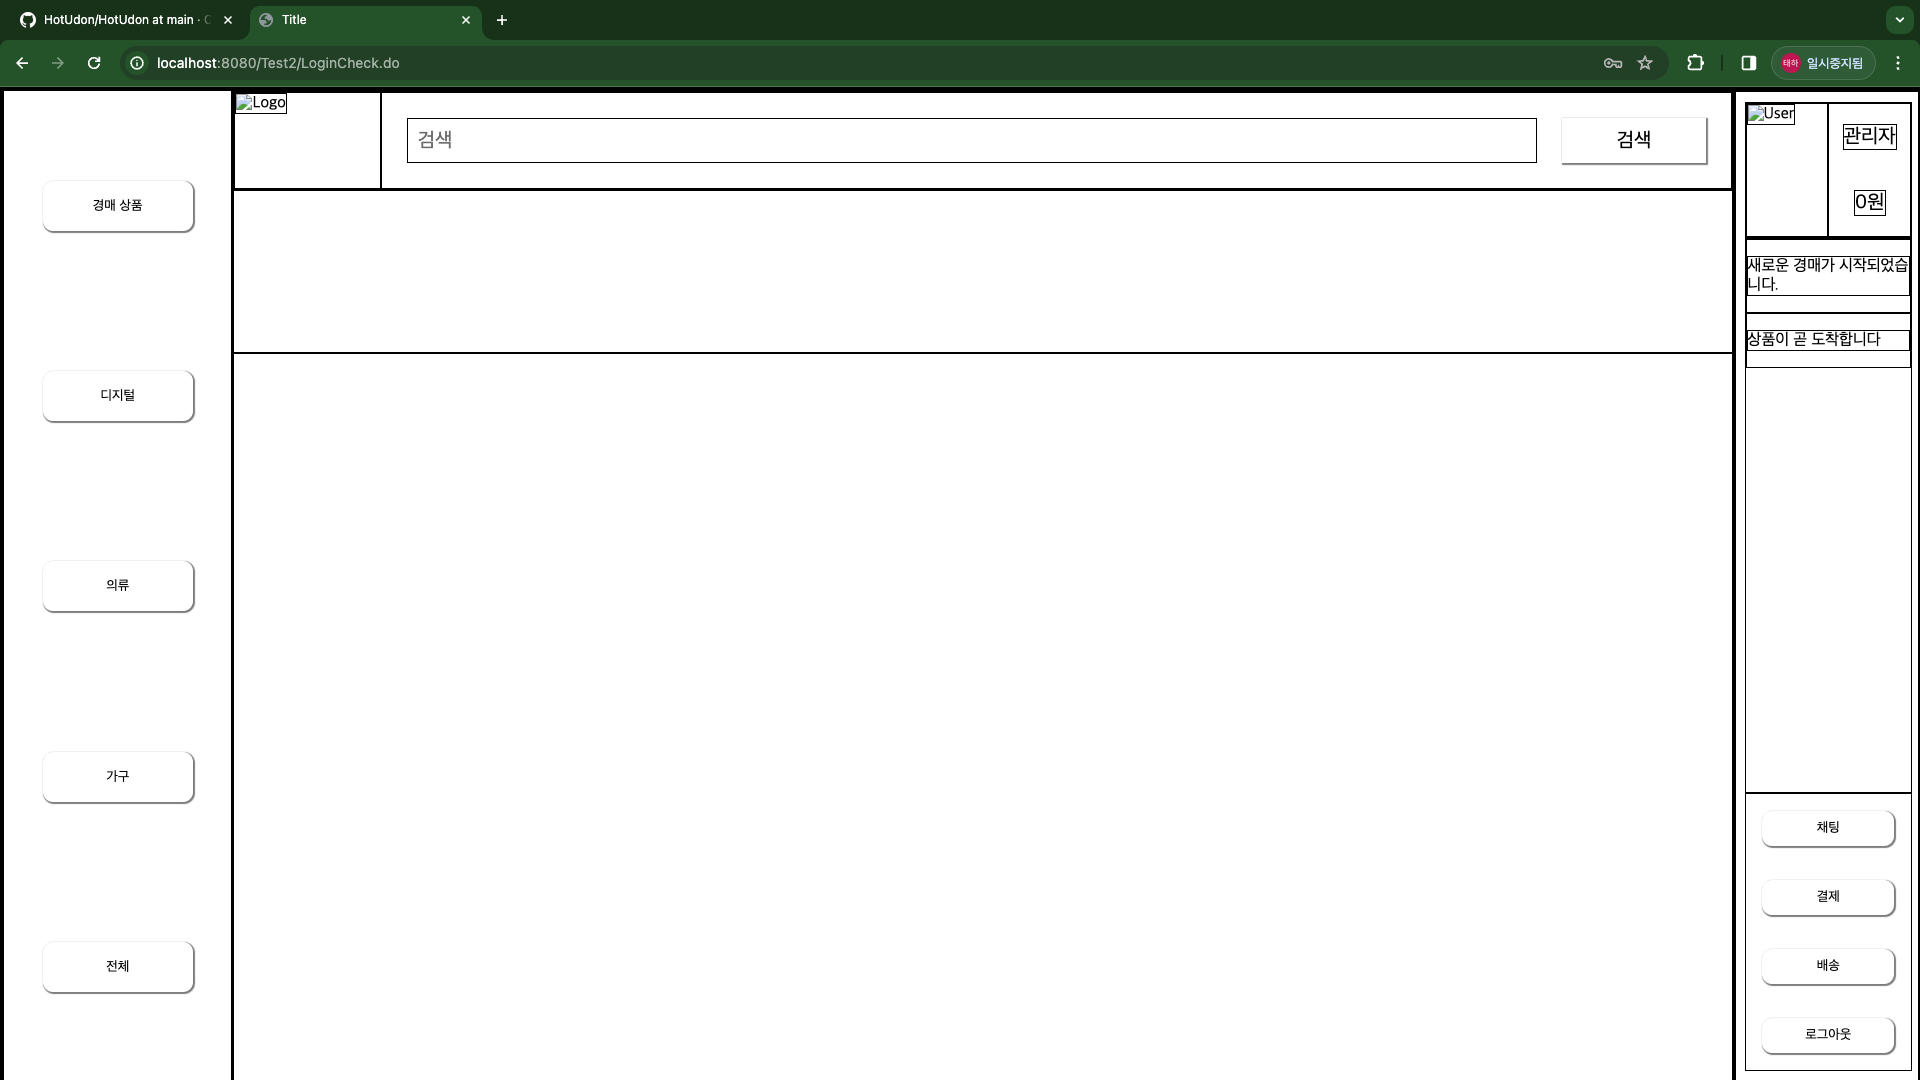 HotUdon/HotUdon at main ·
Title
localhost:8080/Test2/LoginCheck.do
태하
일시중지됨
경매 상품
디지털
의류
가구
전체
Logo
검색
검색
User
관리자
0원
새로운 경매가 시작되었습
니다.
상품이 곧 도착합니다
채팅
결제
배송
로그아웃